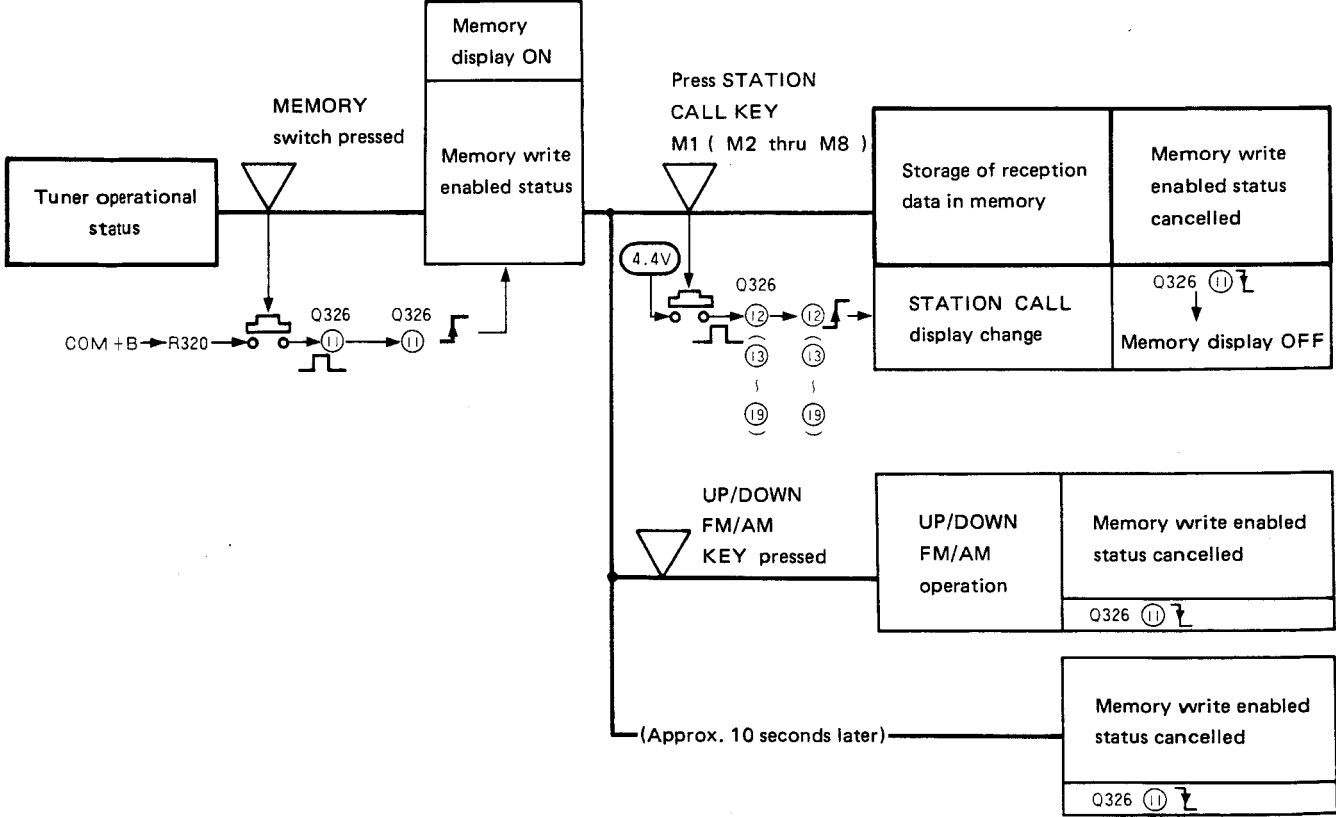 Tuner operational
status
MEMORY
switch pressed
COM +B
R320
Q326
11
Q326
11
Memory
display ON
Memory write
enabled status
Press STATION
CALL KEY
M1 ( M2 thru M8 )
4.4V
Q326
12
12
(13
(13
~
~
19)
19)
Storage of reception
data in memory
Memory write
enabled status
cancelled
STATION CALL
display change
Q326 11
Memory display OFF
UP/DOWN
FM/AM
KEY pressed
UP/DOWN
FM/AM
operation
Memory write enabled
status cancelled
Q326 11
(Approx. 10 seconds later)
Memory write enabled
status cancelled
Q326 11